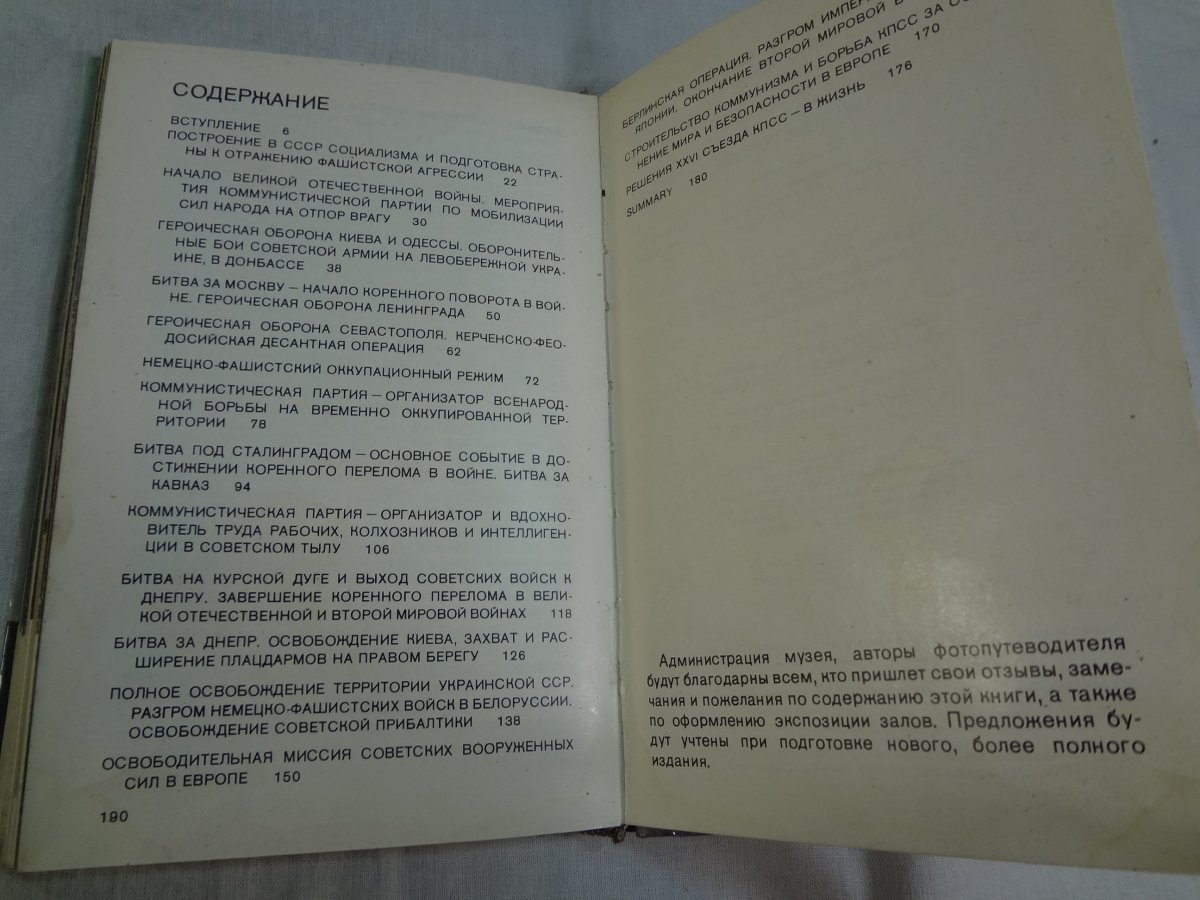 СОДЕРЖАНИЕ
ВСТУПЛЕНИЕ 6
ПОСТРОЕНИЕ В СССР СОЦИАЛИЗМА И ПОДГОТОВКА СТРА-
НЫ К ОТРАЖЕНИЮ ФАШИСТСКОЙ АГРЕССИИ 22
НАЧАЛО ВЕЛИКОЙ ОТЕЧЕСТВЕННОЙ ВОЙНЫ. МЕРОПРИЯ-
ТИЯ КОММУНИСТИЧЕСКОЙ ПАРТИИ ПО МОБИЛИЗАЦИИ
СИЛ НАРОДА НА ОТПОР ВРАГУ 30
ГЕРОИЧЕСКАЯ ОБОРОНА КИЕВА И ОДЕССЫ. ОБОРОНИТЕЛЬ-
НЫЕ БОИ СОВЕТСКОЙ АРМИИ НА ЛЕВОБЕРЕЖНОЙ УКРА-
ИНЕ, В ДОНБАССЕ 38
БИТВА ЗА МОСКВУ — НАЧАЛО КОРЕННОГО ПОВОРОТА В ВОЙ-
НЕ. ГЕРОИЧЕСКАЯ ОБОРОНА ЛЕНИНГРАДА 50
ГЕРОИЧЕСКАЯ ОБОРОНА СЕВАСТОПОЛЯ. КЕРЧЕНСКО-ФЕО-
ДОСИЙСКАЯ ДЕСАНТНАЯ ОПЕРАЦИЯ 62
НЕМЕЦКО-ФАШИСТСКИЙ ОККУПАЦИОННЫЙ РЕЖИМ 72
КОММУНИСТИЧЕСКАЯ ПАРТИЯ — ОРГАНИЗАТОР ВСЕНАРОД-
НОЙ БОРЬБЫ НА ВРЕМЕННО ОККУПИРОВАННОЙ ТЕР-
РИТОРИИ 78
БИТВА ПОД СТАЛИНГРАДОМ — ОСНОВНОЕ СОБЫТИЕ В ДО-
СТИЖЕНИИ КОРЕННОГО ПЕРЕЛОМА В ВОЙНЕ. БИТВА ЗА
КАВКАЗ 94
КОММУНИСТИЧЕСКАЯ ПАРТИЯ — ОРГАНИЗАТОР И ВДОХНО-
ВИТЕЛЬ ТРУДА РАБОЧИХ, КОЛХОЗНИКОВ И ИНТЕЛЛИГЕН-
ЦИИ В СОВЕТСКОМ ТЫЛУ 106
БИТВА НА КУРСКОЙ ДУГЕ И ВЫХОД СОВЕТСКИХ ВОЙСК К
ДНЕПРУ. ЗАВЕРШЕНИЕ КОРЕННОГО ПЕРЕЛОМА В ВЕЛИ-
КОЙ ОТЕЧЕСТВЕННОЙ И ВТОРОЙ МИРОВОЙ ВОЙНАХ 118
БИТВА ЗА ДНЕПР. ОСВОБОЖДЕНИЕ КИЕВА, ЗАХВАТ И РАС-
ШИРЕНИЕ ПЛАЦДАРМОВ НА ПРАВОМ БЕРЕГУ 126
ПОЛНОЕ ОСВОБОЖДЕНИЕ ТЕРРИТОРИИ УКРАИНСКОЙ ССР.
РАЗГРОМ НЕМЕЦКО-ФАШИСТСКИХ ВОЙСК В БЕЛОРУССИИ.
ОСВОБОЖДЕНИЕ СОВЕТСКОЙ ПРИБАЛТИКИ 138
ОСВОБОДИТЕЛЬНАЯ МИССИЯ СОВЕТСКИХ ВООРУЖЕННЫХ
СИЛ В ЕВРОПЕ 150
190
БЕРЛИНСКАЯ ОПЕРАЦИЯ. РАЗГРОМ
ЯПОНИИ. ОКОНЧАНИЕ ВТОРОЙ МИРОВОЙ
СТРОИТЕЛЬСТВО КОММУНИЗМА И БОРЬБА КПСС ЗА
НЕНИЕ МИРА И БЕЗОПАСНОСТИ В ЕВРОПЕ 170
РЕШЕНИЯ XXVI СЪЕЗДА КПСС — В ЖИЗНЬ 176
SUMMARY 180
Администрация музея, авторы фотопутеводителя
будут благодарны всем, кто пришлет свои отзывы, заме-
чания и пожелания по содержанию этой книги, а также
по оформлению экспозиции залов. Предложения бу-
дут учтены при подготовке нового, более полного
издания.